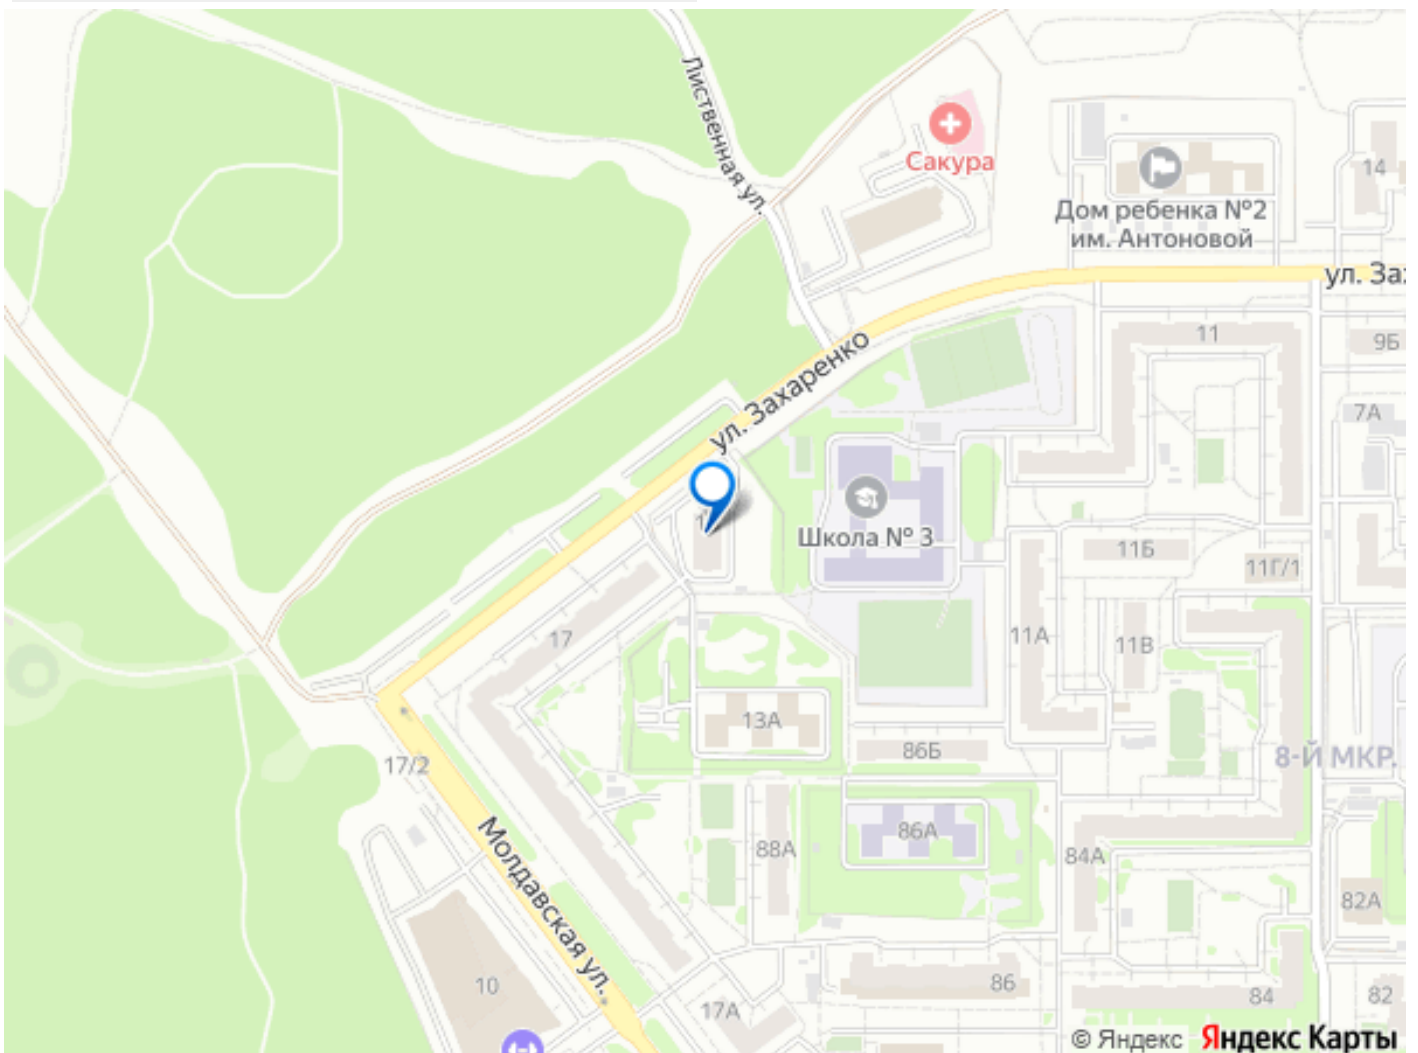 Лиственная ул.
Сакура
Дом ребенка №2
им. Антоновой
14
ул. Зах
11
9Б
7А
ул. Захаренко
Школа № 3
11Б
11Г/1
17
11А
11В
13А
86Б
8-Й МКР.
17/2
86А
88А
84А
82А
Молдавская ул.
10
17А
86
84
82
© Яндекс Яндекс Карты